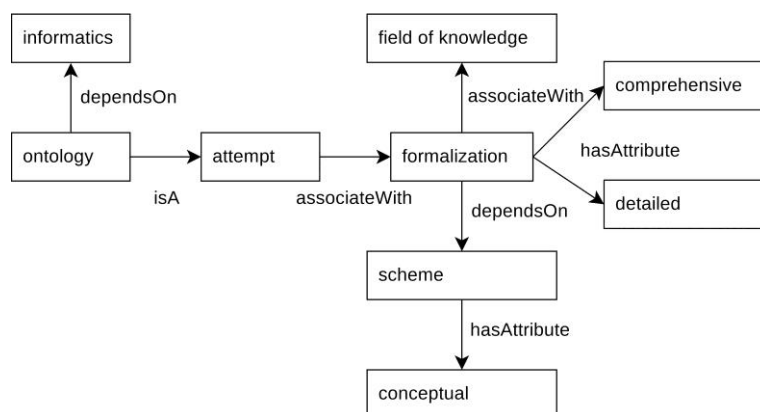 informatics
field of knowledge
comprehensive
dependsOn
associateWith
ontology
attempt
formalization
hasAttribute
isA
associateWith
detailed
dependsOn
scheme
hasAttribute
conceptual